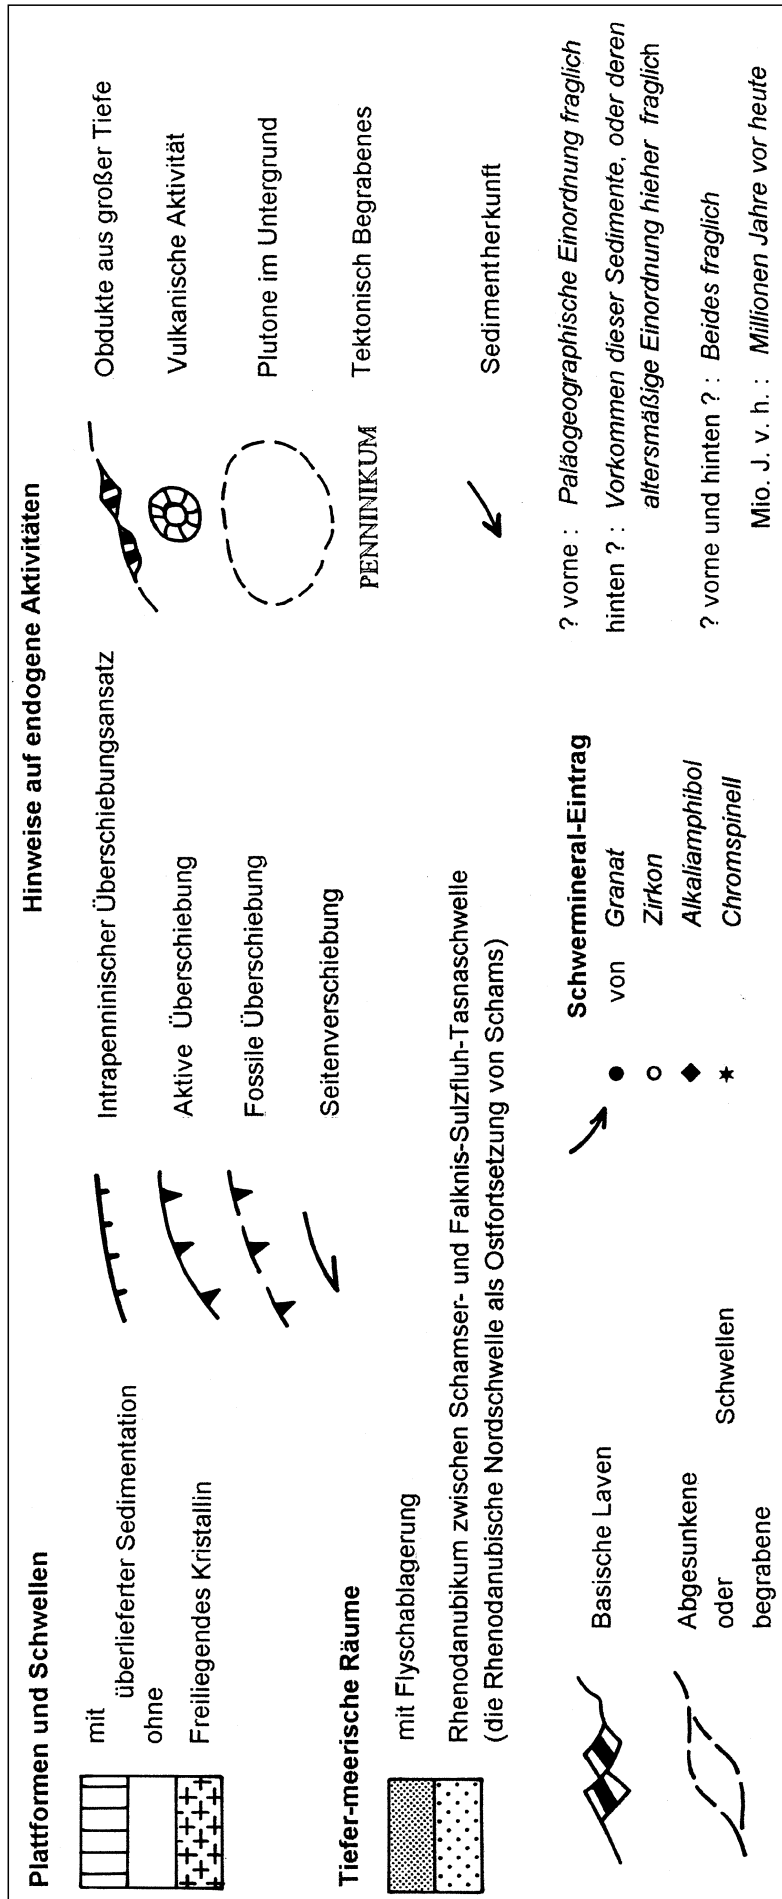 Plattformen und Schwellen
mit
überlieferter Sedimentation
ohne
Freiliegendes Kristallin
Tiefer-meerische Räume
mit Flyschablagerung
Rhenodanubikum zwischen Schamser- und Falknis-Sulzfluh-Tasnaschwelle
(die Rhenodanubische Nordschwelle als Ostfortsetzung von Schams)
Basische Laven
Abgesunkene
oder Schwellen
begrabene
Hinweise auf endogene Aktivitäten
Intrapenninischer Überschiebungsansatz
Aktive Überschiebung
Fossile Überschiebung
Seitenverschiebung
Obdukte aus großer Tiefe
Vulkanische Aktivität
Plutone im Untergrund
PENNINIKUM Tektonisch Begrabenes
Sedimentherkunft
Schwermineral-Eintrag
von Granat
Zirkon
Alkaliamphibol
Chromspinell
? vorne : Paläogeographische Einordnung fraglich
hinten ? : Vorkommen dieser Sedimente, oder deren
altersmäßige Einordnung hieher fraglich
? vorne und hinten ? : Beides fraglich
Mio. J. v. h. : Millionen Jahre vor heute